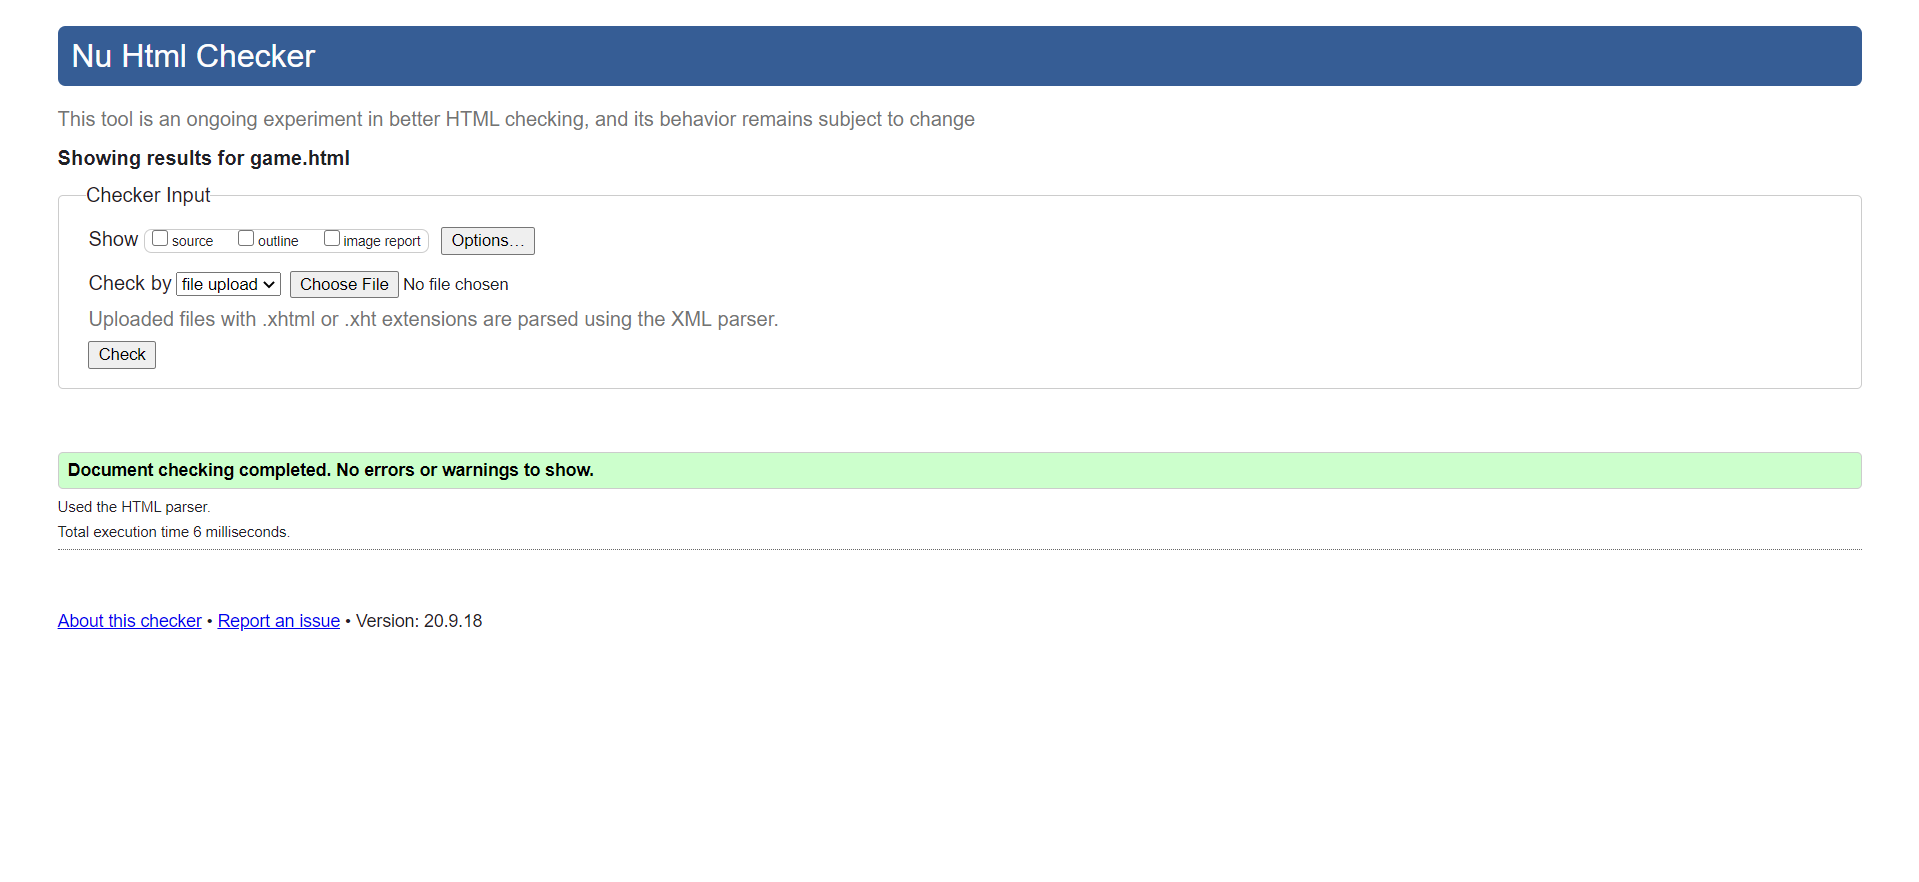 Nu Html Checker
This tool is an ongoing experiment in better HTML checking, and its behavior remains subject to change
Showing results for game.html
Checker Input
Show source outline image report Options...
Check by file upload Choose File No file chosen
Uploaded files with .xhtml or .xht extensions are parsed using the XML parser.
Check
Document checking completed. No errors or warnings to show.
Used the HTML parser.
Total execution time 6 milliseconds.
About this checker • Report an issue • Version: 20.9.18